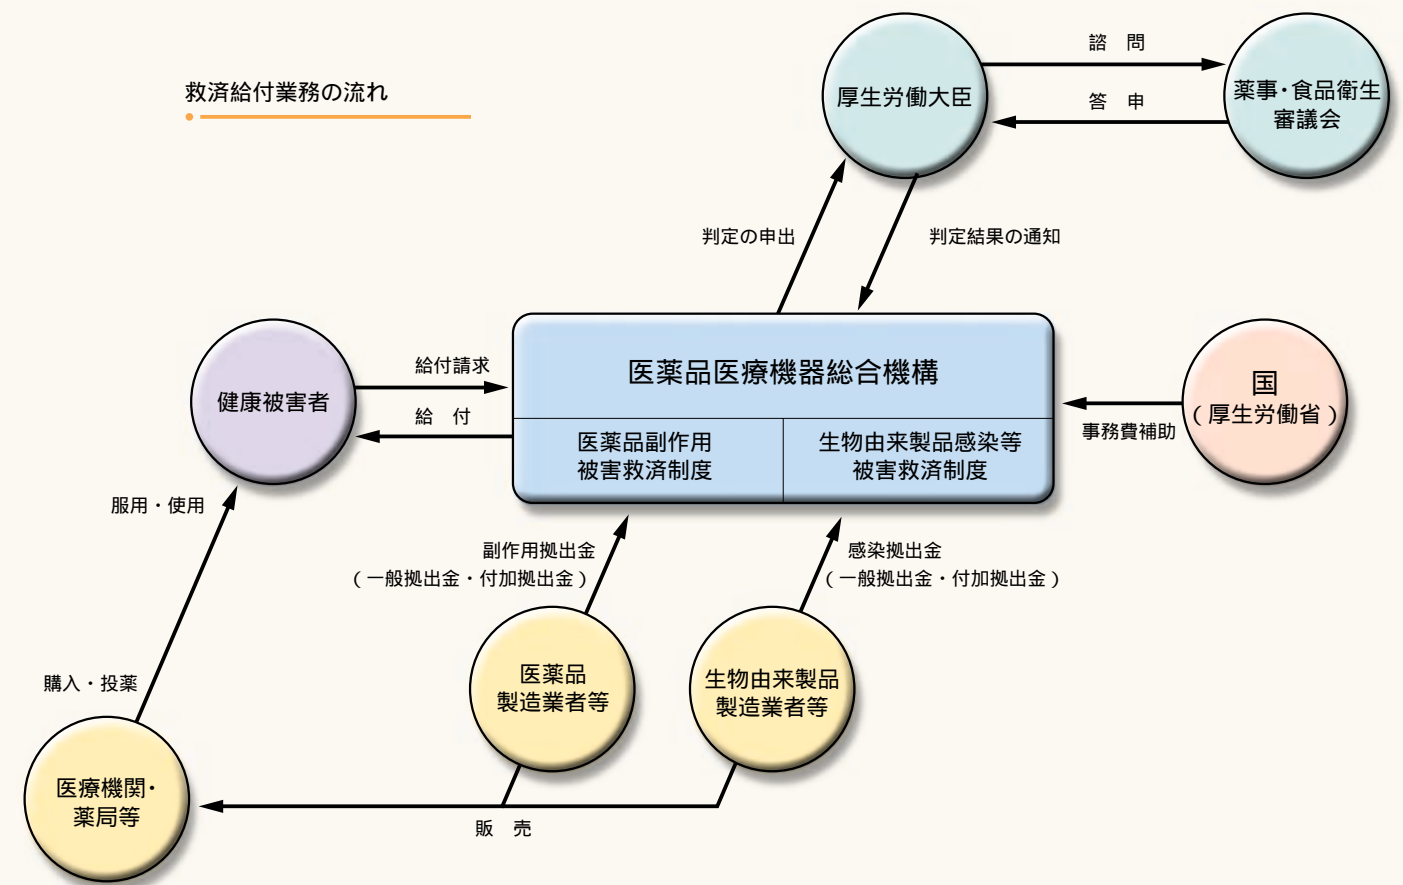 救済給付業務の流れ
厚生労働大臣
諮 問
答 申
薬事・食品衛生
審議会
判定の申出
判定結果の通知
健康被害者
給付請求
給 付
医薬品医療機器総合機構
医薬品副作用
被害救済制度
生物由来製品感染等
被害救済制度
国
(厚生労働省)
事務費補助
服用・使用
副作用拠出金
(一般拠出金・付加拠出金)
感染拠出金
(一般拠出金・付加拠出金)
購入・投薬
医薬品
製造業者等
生物由来製品
製造業者等
医療機関・
薬局等
販 売